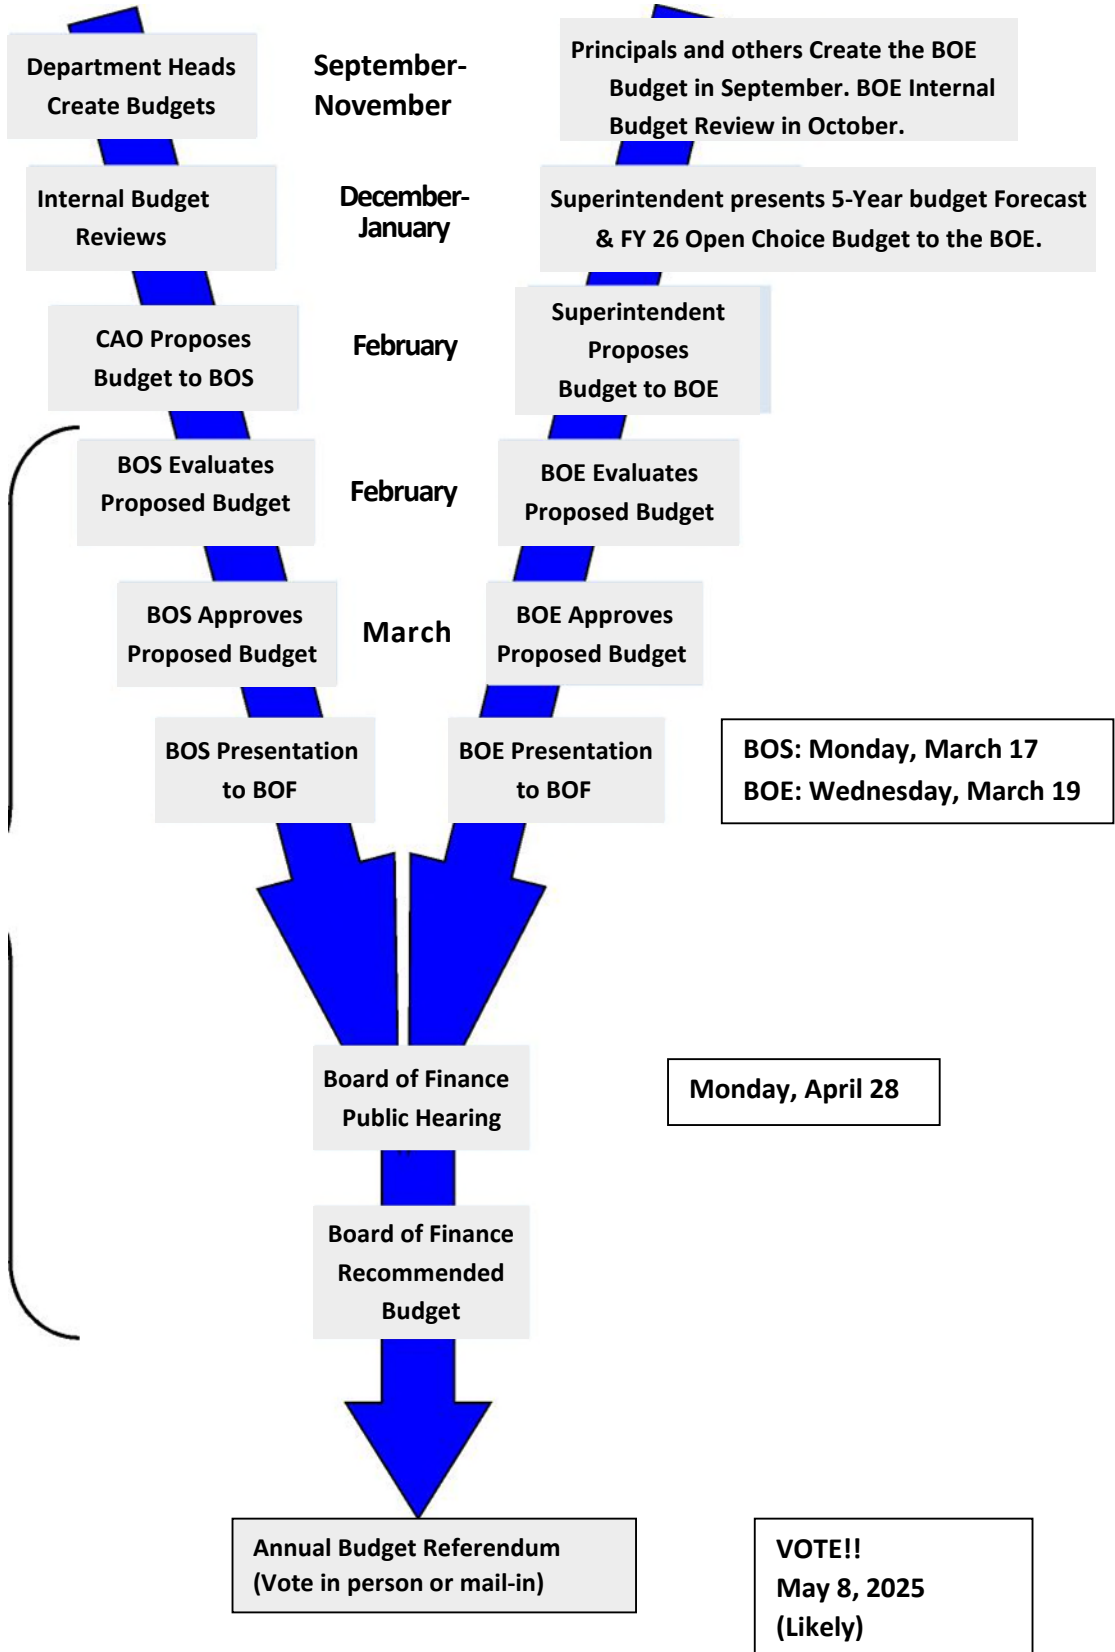 Department Heads
Create Budgets
September-
November
Principals and others Create the BOE
Budget in September. BOE Internal
Budget Review in October.
Internal Budget
Reviews
December-
January
Superintendent presents 5-Year budget Forecast
& FY 26 Open Choice Budget to the BOE.
CAO Proposes
Budget to BOS
February
Superintendent
Proposes
Budget to BOE
BOS Evaluates
Proposed Budget
February
BOE Evaluates
Proposed Budget
BOS Approves
Proposed Budget
March
BOE Approves
Proposed Budget
BOS Presentation
to BOF
BOE Presentation
to BOF
BOS: Monday, March 17
BOE: Wednesday, March 19
Board of Finance
Public Hearing
Monday, April 28
Board of Finance
Recommended
Budget
Annual Budget Referendum
(Vote in person or mail-in)
VOTE!!
May 8, 2025
(Likely)